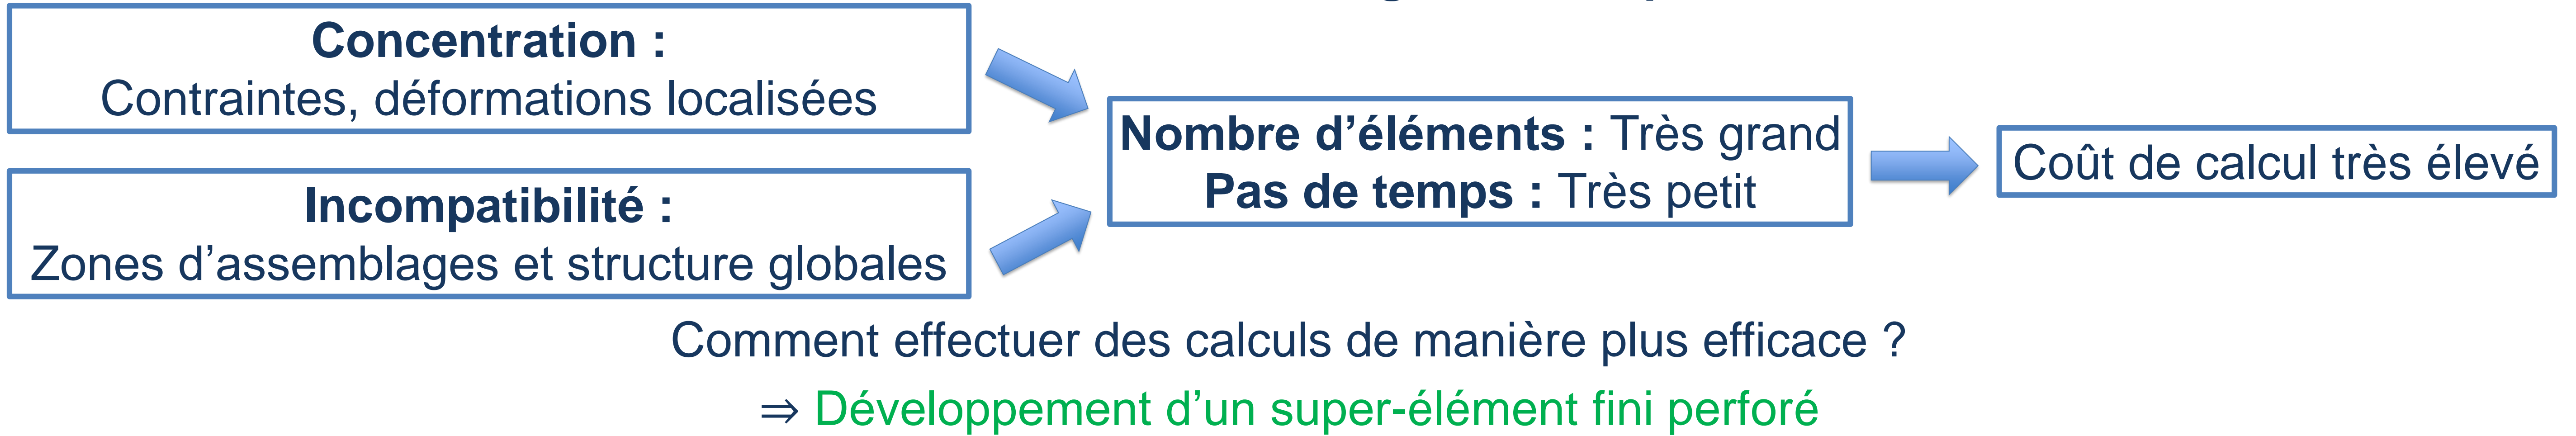 Concentration :
Contraintes, déformations localisées
Incompatibilité :
Zones d’assemblages et structure globales
Nombre d’éléments : Très grand
Pas de temps : Très petit
Coût de calcul très élevé
Comment effectuer des calculs de manière plus efficace ?
⇒ Développement d’un super-élément fini perforé